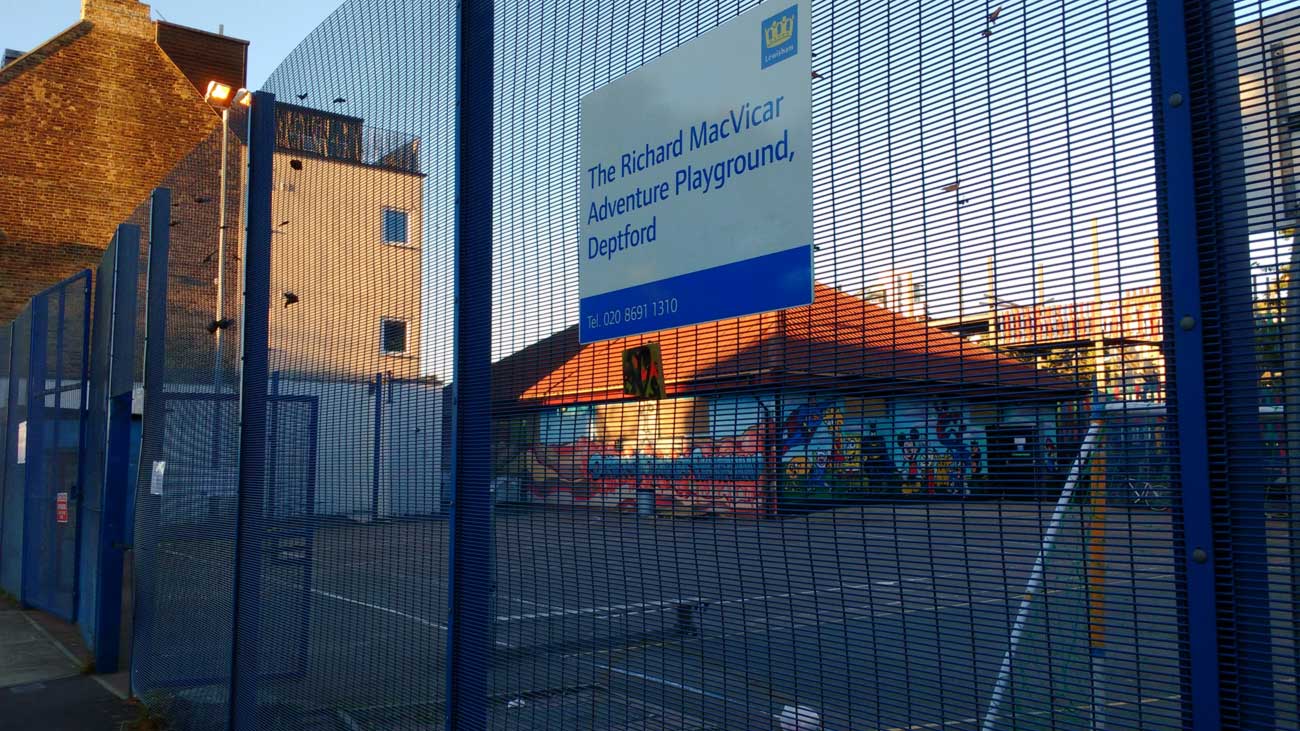 Lewisham
The Richard MacVicar
Adventure Playground,
Deptford
Tel. 020 8691 1310